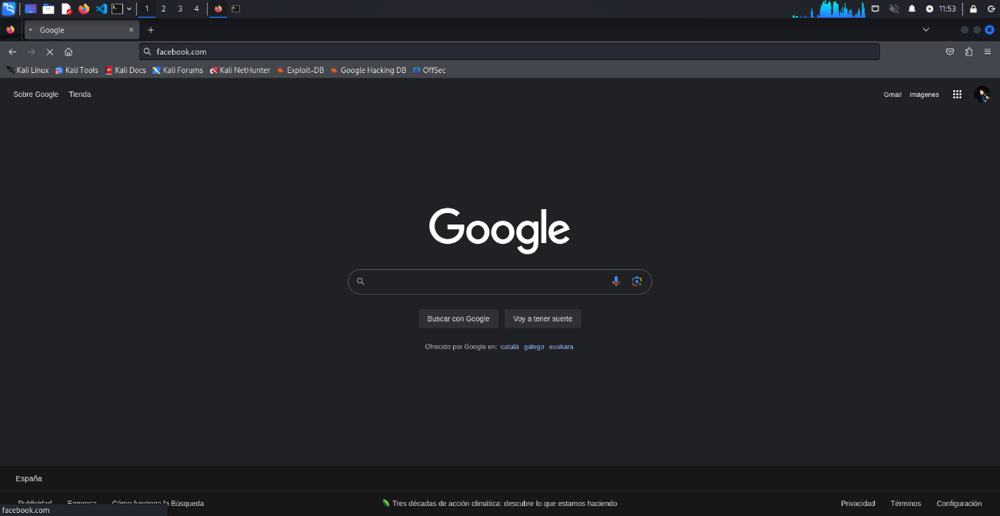 1 2 3 4 11:53
Google
facebook.com
Kali Linux Kali Tools Kali Docs Kali Forums Kali NetHunter Exploit-DB Google Hacking DB OffSec
Sobre Google Tienda Gmail Imágenes
Google
Buscar con Google Voy a tener suerte
Ofrecido por Google en: català galego euskara
España
Publicidad Empresa Cómo funciona la Búsqueda Tres décadas de acción climática: descubre lo que estamos haciendo Privacidad Términos Configuración
facebook.com